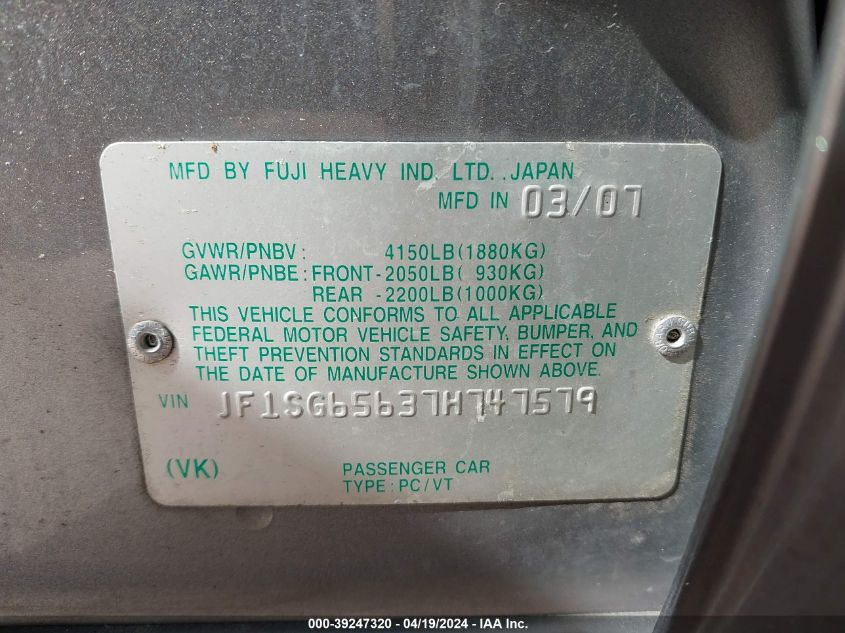 MFD BY FUJI HEAVY IND. LTD., JAPAN
MFD IN 03/07
GVWR/PNBV: 4150LB(1880KG)
GAWR/PNBE: FRONT-2050LB( 930KG)
REAR -2200LB(1000KG)
THIS VEHICLE CONFORMS TO ALL APPLICABLE
FEDERAL MOTOR VEHICLE SAFETY, BUMPER, AND
THEFT PREVENTION STANDARDS IN EFFECT ON
THE DATE OF MANUFACTURE SHOWN ABOVE.
VIN JF1SG65637H747579
(VK) PASSENGER CAR
TYPE: PC/VT
000-39247320 - 04/19/2024 - IAA Inc.